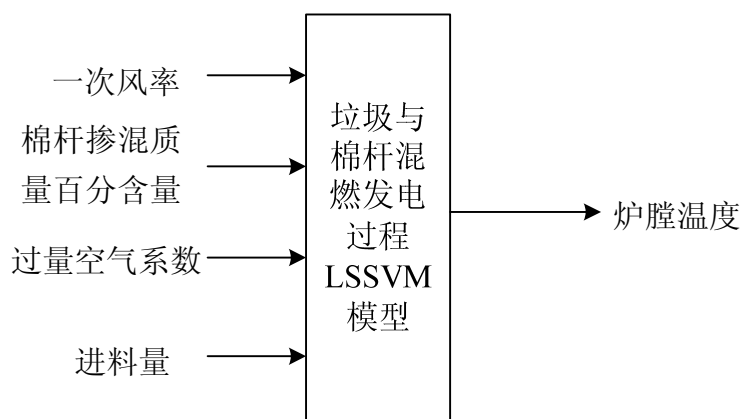 一次风率
棉杆掺混质
量百分含量
过量空气系数
进料量
垃圾与
棉杆混
燃发电
过程
LSSVM
模型
炉膛温度